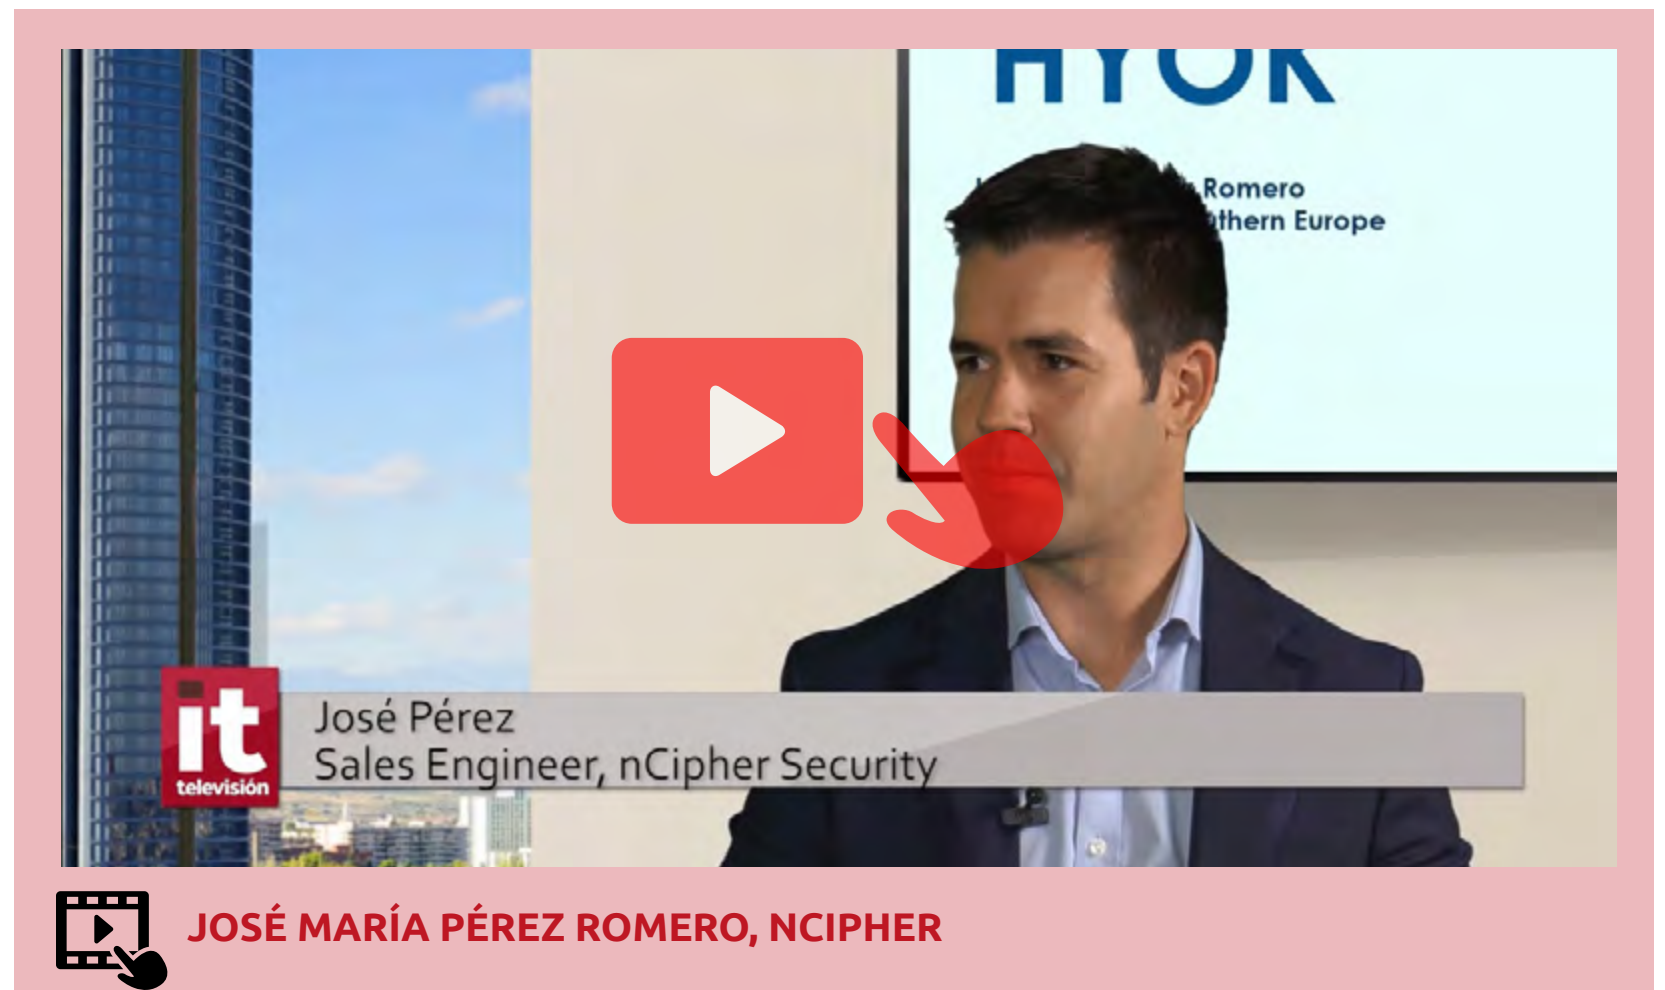 HYOK
Romero
thern Europe
it
televisión
José Pérez
Sales Engineer, nCipher Security
JOSÉ MARÍA PÉREZ ROMERO, NCIPHER